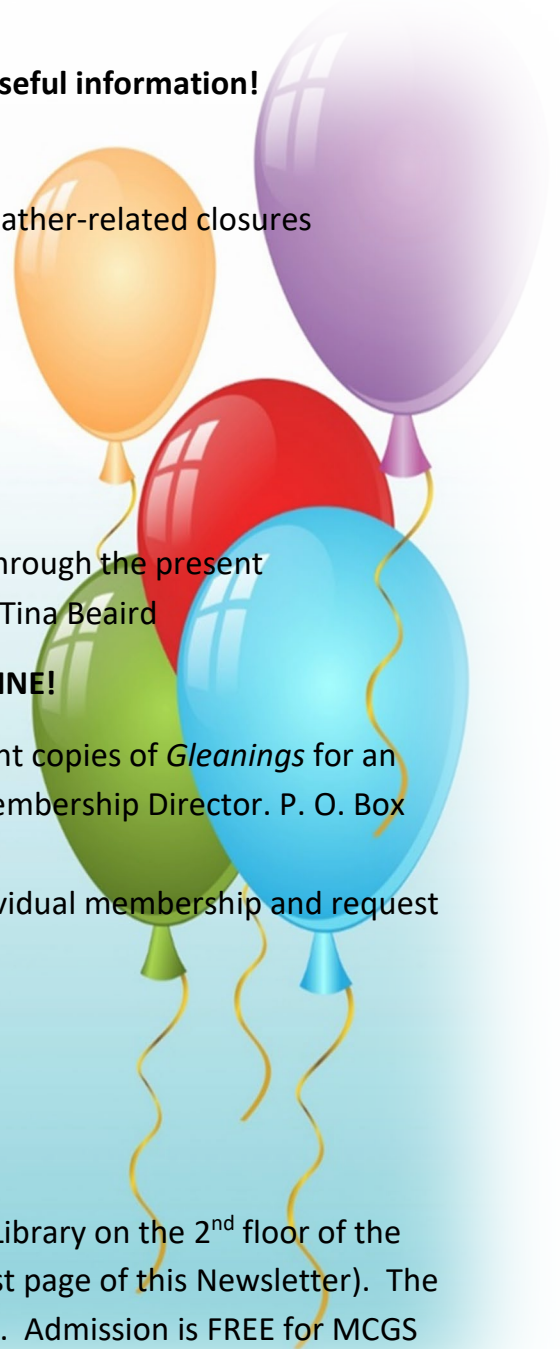 seful information!
ather-related closures
hrough the present
Tina Beaird
INE!
nt copies of Gleanings for an
embership Director. P. O. Box
vidual membership and request
Library on the 2nd floor of the
st page of this Newsletter). The
. Admission is FREE for MCGS